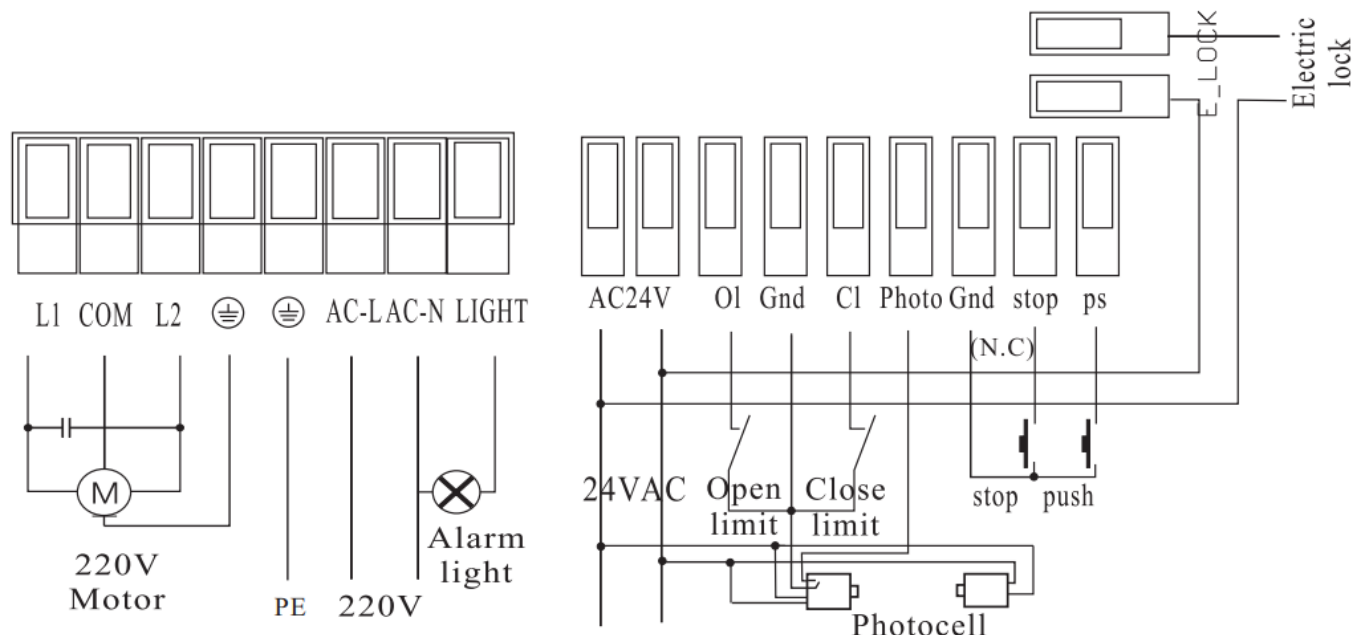 E_LOCK
Electric
lock
L1 COM L2 AC-L AC-N LIGHT
AC24V Ol Gnd Cl Photo Gnd stop ps
(N.C)
M
220V
Motor
PE
220V
Alarm
light
24VAC
Open
limit
Close
limit
stop push
Photocell